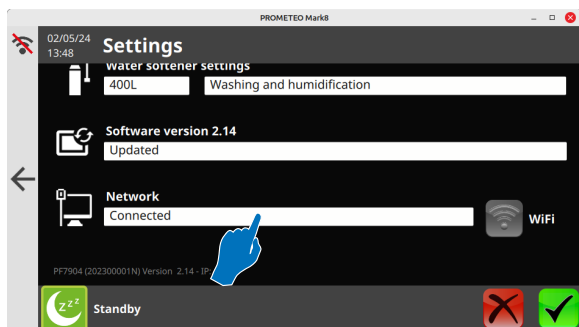 PROMETEO Mark8
02/05/24
13:48
Settings
Water softener settings
400L
Washing and humidification
Software version 2.14
Updated
Network
Connected
WiFi
PF7904 (202300001N) Version 2.14 - IP
zzz
Standby